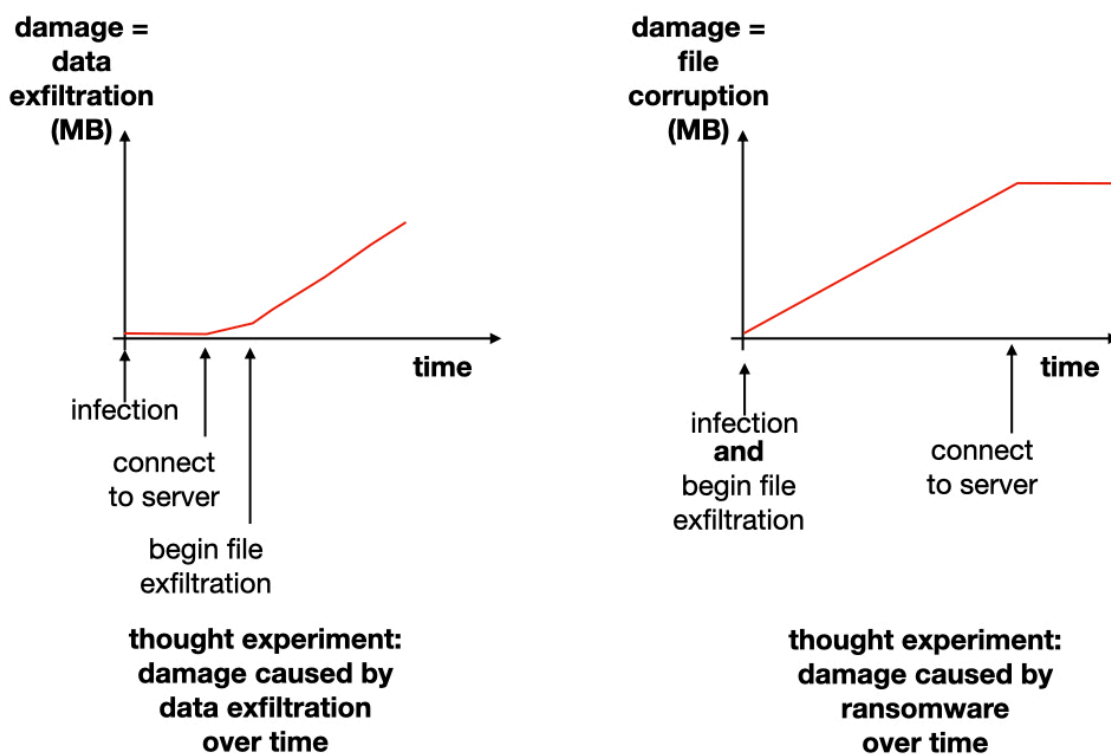 damage =
data
exfiltration
(MB)
time
infection
connect
to server
begin file
exfiltration
thought experiment:
damage caused by
data exfiltration
over time
damage =
file
corruption
(MB)
time
infection
and
begin file
exfiltration
connect
to server
thought experiment:
damage caused by
ransomware
over time